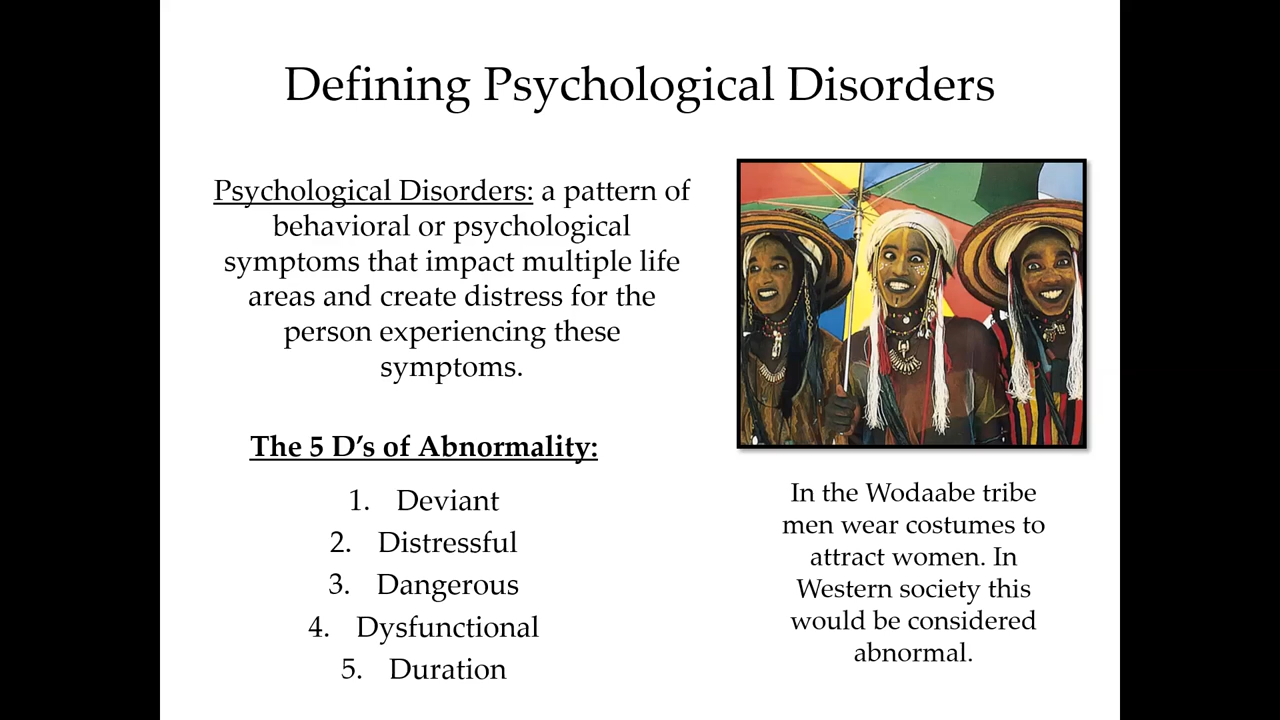 Defining Psychological Disorders
Psychological Disorders: a pattern of
behavioral or psychological
symptoms that impact multiple life
areas and create distress for the
person experiencing these
symptoms.
The 5 D’s of Abnormality:
1. Deviant
2. Distressful
3. Dangerous
4. Dysfunctional
5. Duration
In the Wodaabe tribe
men wear costumes to
attract women. In
Western society this
would be considered
abnormal.